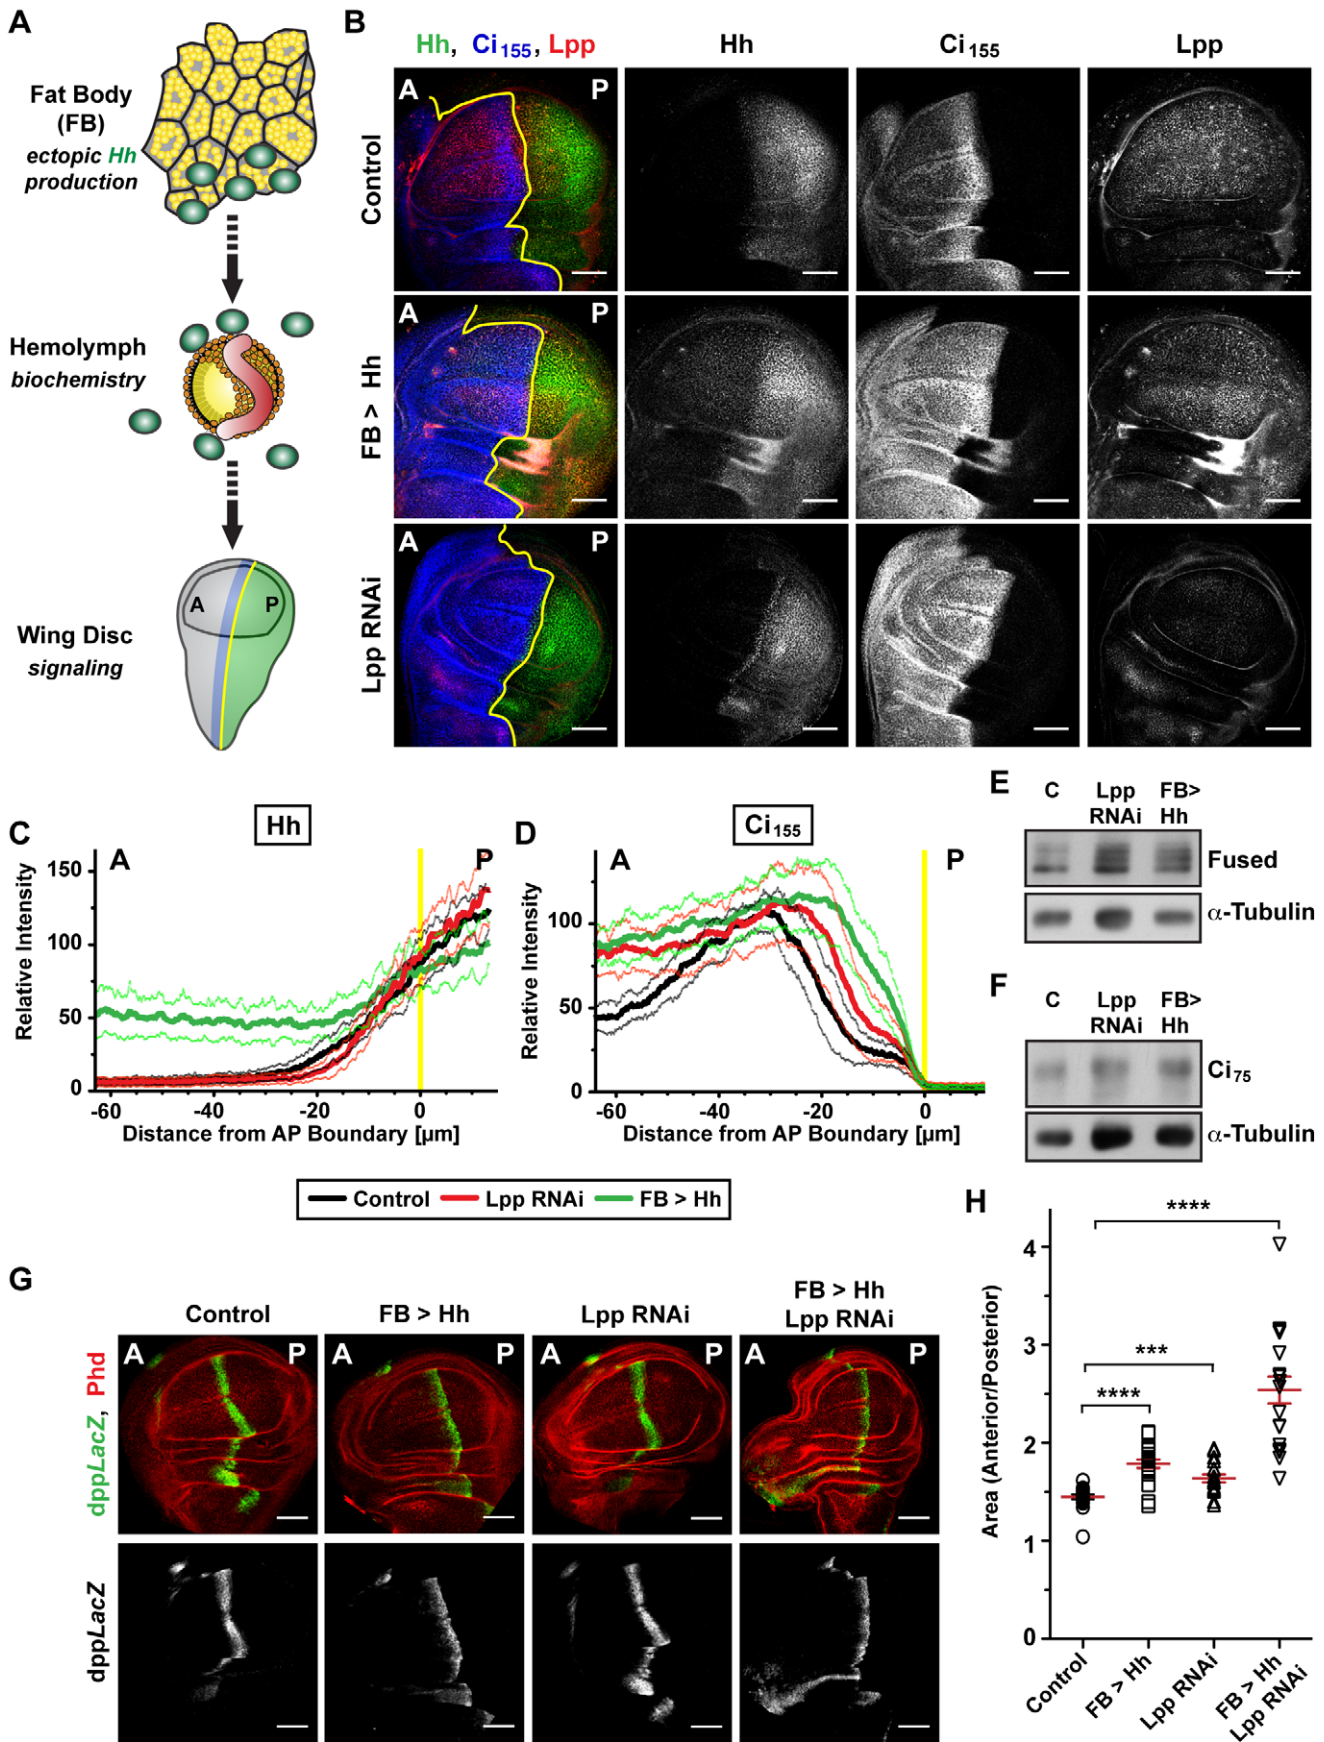 A
Fat Body
(FB)
ectopic Hh
production
Hemolymph
biochemistry
A P
Wing Disc
signaling
B
Hh, Ci155, Lpp
Hh
Ci155
Lpp
Control
A P
FB > Hh
A P
Lpp RNAi
A P
C
Hh
A P
Relative Intensity
150
100
50
0
-60 -40 -20 0
Distance from AP Boundary [µm]
D
Ci155
A P
Relative Intensity
100
50
0
-60 -40 -20 0
Distance from AP Boundary [µm]
Control Lpp RNAi FB > Hh
E
C Lpp RNAi FB> Hh
Fused
α-Tubulin
F
C Lpp RNAi FB> Hh
Ci75
α-Tubulin
G
Control
FB > Hh
Lpp RNAi
FB > Hh
Lpp RNAi
dppLacZ, Phd
A P
A P
A P
A P
dppLacZ
H
Area (Anterior/Posterior)
4
3
2
1
0
****
***
****
Control
FB > Hh
Lpp RNAi
FB > Hh
Lpp RNAi